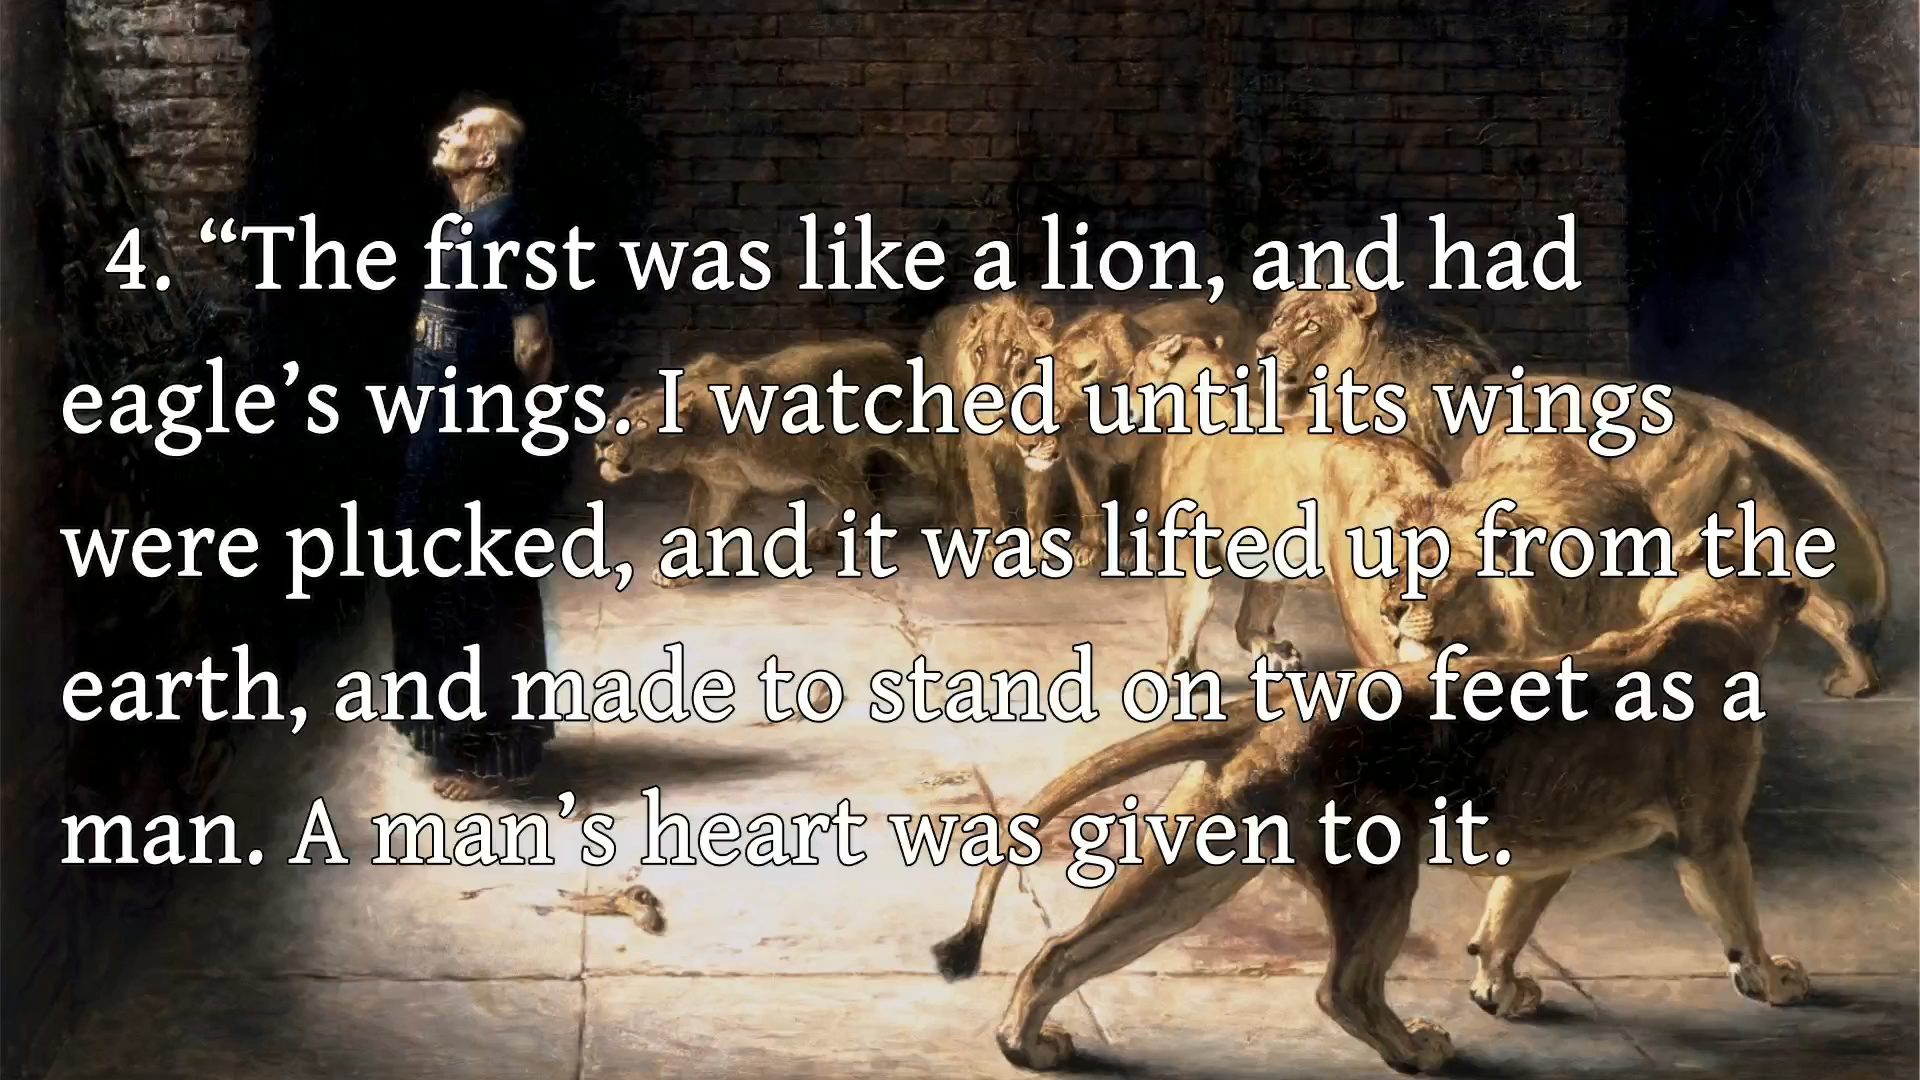 4. “The first was like a lion, and had
eagle’s wings. I watched until its wings
were plucked, and it was lifted up from the
earth, and made to stand on two feet as a
man. A man’s heart was given to it.